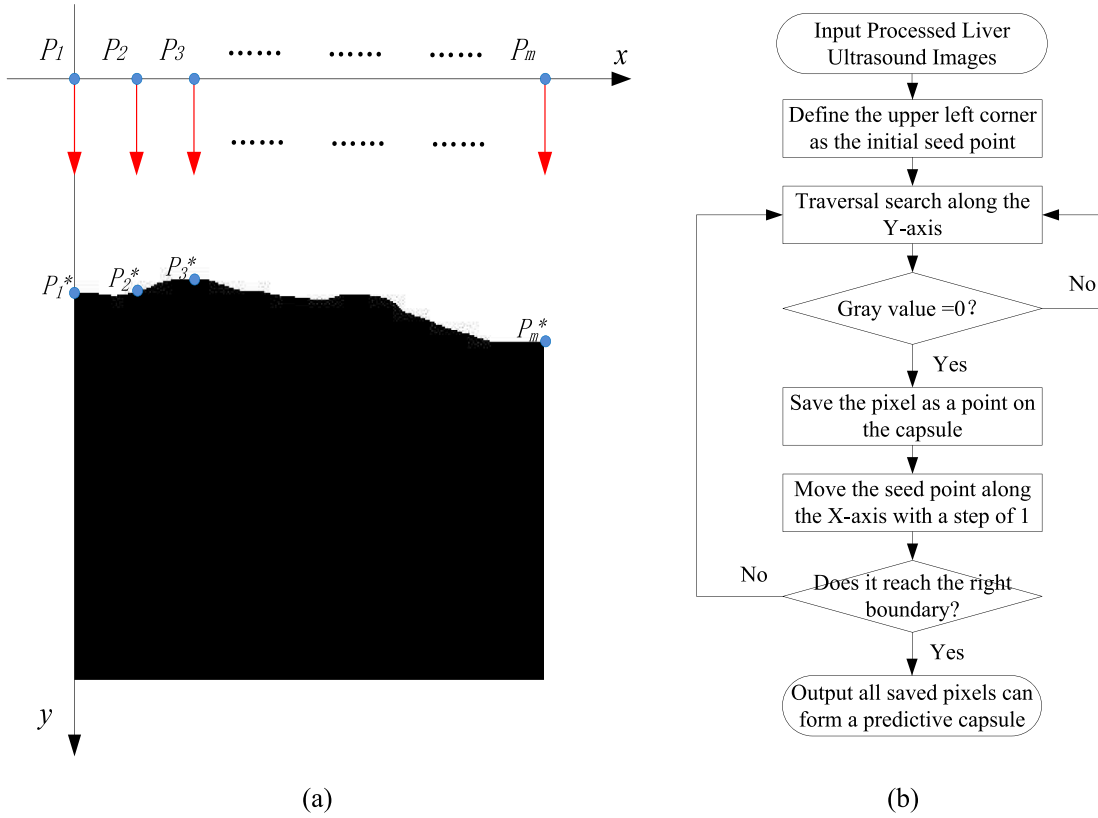 P1 P2 P3 ...... ...... ...... Pm x
...... ...... ......
P1* P2* P3* Pm*
y
(a)
Input Processed Liver
Ultrasound Images
Define the upper left corner
as the initial seed point
Traversal search along the
Y-axis
Gray value =0?
No
Yes
Save the pixel as a point on
the capsule
Move the seed point along
the X-axis with a step of 1
No
Does it reach the right
boundary?
Yes
Output all saved pixels can
form a predictive capsule
(b)